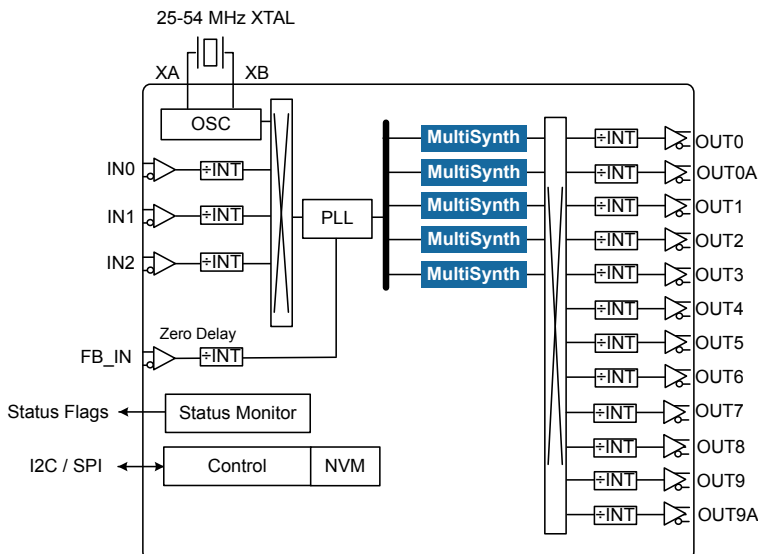 25-54 MHz XTAL
XA
XB
OSC
IN0
÷INT
IN1
÷INT
IN2
÷INT
PLL
Zero Delay
FB_IN
÷INT
Status Flags
Status Monitor
I2C / SPI
Control
NVM
MultiSynth
MultiSynth
MultiSynth
MultiSynth
MultiSynth
÷INT
OUT0
÷INT
OUT0A
÷INT
OUT1
÷INT
OUT2
÷INT
OUT3
÷INT
OUT4
÷INT
OUT5
÷INT
OUT6
÷INT
OUT7
÷INT
OUT8
÷INT
OUT9
÷INT
OUT9A